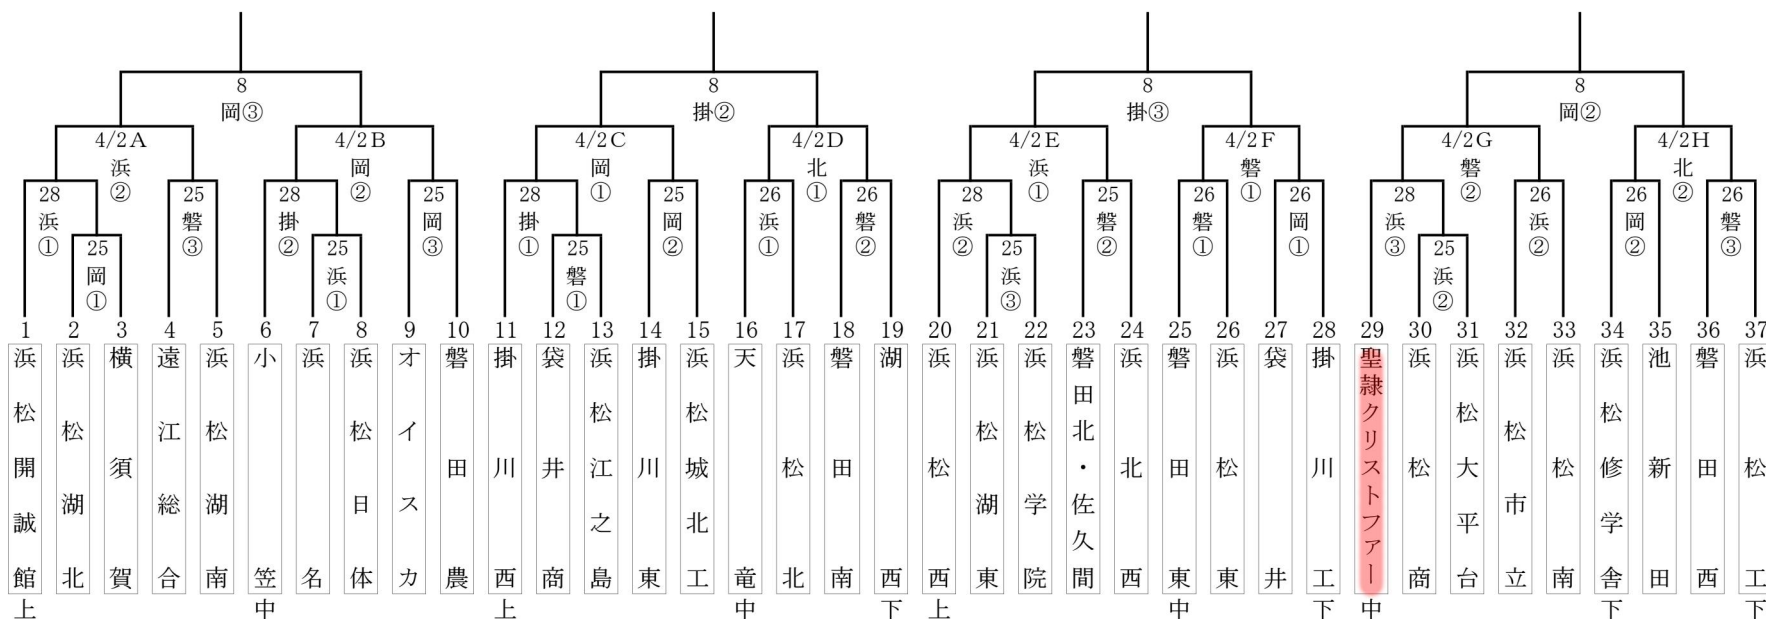 8 8 8 8
岡③ 掛② 掛③ 岡②
4/2A 4/2B 4/2C 4/2D 4/2E 4/2F 4/2G 4/2H
浜② 岡② 岡① 北① 浜① 磐① 磐② 北②
28 25 28 25 28 25 26 26 28 25 26 26 28 26 26 26
浜① 磐③ 掛② 岡③ 掛① 岡② 浜① 磐② 浜② 磐② 磐① 岡① 浜③ 浜② 岡② 磐③
25 25 25 25 25
岡① 浜① 磐① 浜③ 浜②
1 浜松開誠館 上
2 浜松湖北
3 横須賀
4 遠江総合
5 浜松湖南
6 小笠 中
7 浜名
8 浜松日体
9 オイスカ
10 磐田農
11 掛川西 上
12 袋井商
13 浜松江之島
14 掛川東
15 浜松城北工
16 天竜 中
17 浜松北
18 磐田南
19 湖西 下
20 浜松西 上
21 浜松湖東
22 浜松学院
23 磐田北・佐久間
24 浜北西
25 磐田東 中
26 浜松東
27 袋井
28 掛川工 下
29 聖隷クリストファー 中
30 浜松商
31 浜松大平台
32 浜松市立
33 浜松南
34 浜松修学舎 下
35 池新田
36 磐田西
37 浜松工 下